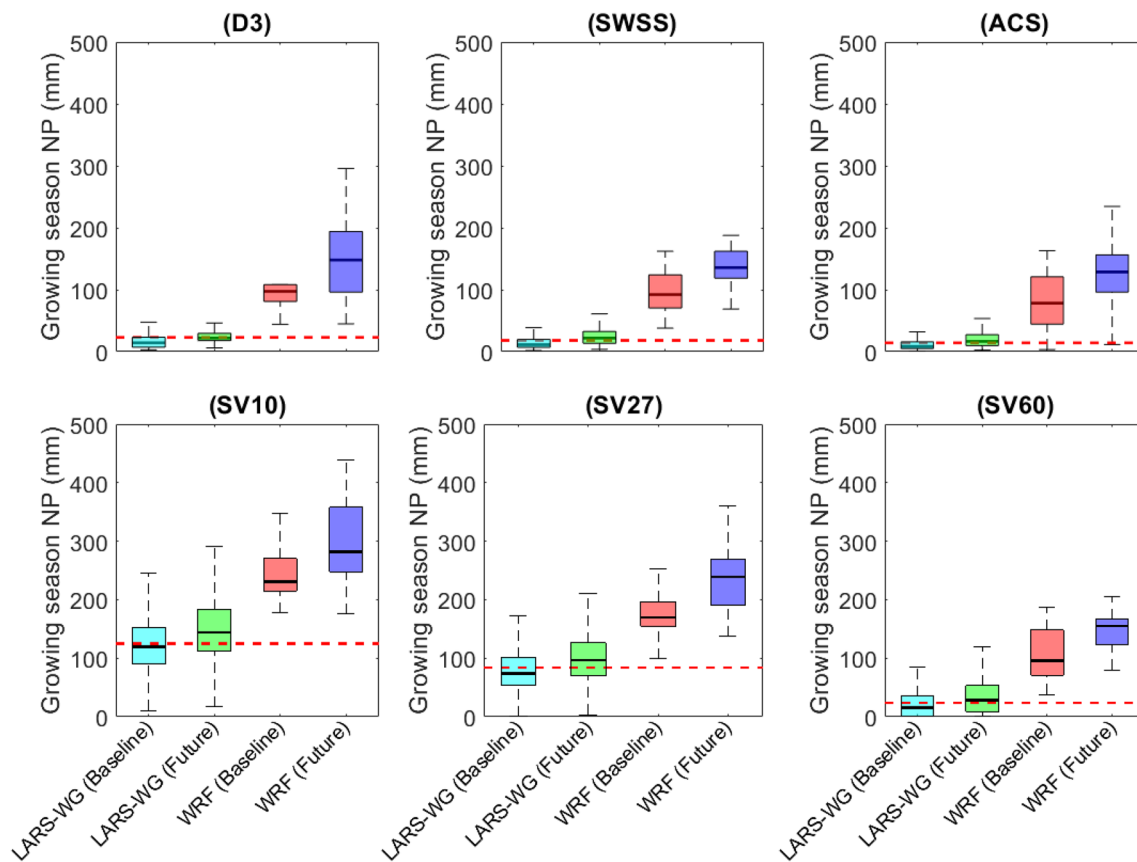 (D3)
(SWSS)
(ACS)
Growing season NP (mm)
500
400
300
200
100
0
Growing season NP (mm)
500
400
300
200
100
0
Growing season NP (mm)
500
400
300
200
100
0
(SV10)
(SV27)
(SV60)
Growing season NP (mm)
500
400
300
200
100
0
Growing season NP (mm)
500
400
300
200
100
0
Growing season NP (mm)
500
400
300
200
100
0
LARS-WG (Baseline)
LARS-WG (Future)
WRF (Baseline)
WRF (Future)
LARS-WG (Baseline)
LARS-WG (Future)
WRF (Baseline)
WRF (Future)
LARS-WG (Baseline)
LARS-WG (Future)
WRF (Baseline)
WRF (Future)